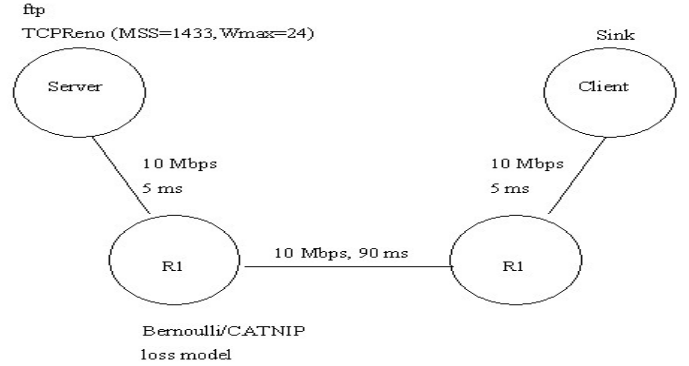 ftp
TCPReno (MSS=1433,Wmax=24)
Sink
Server
Client
10 Mbps
5 ms
10 Mbps
5 ms
10 Mbps, 90 ms
R1
R1
Bernoulli/CATNIP
loss model